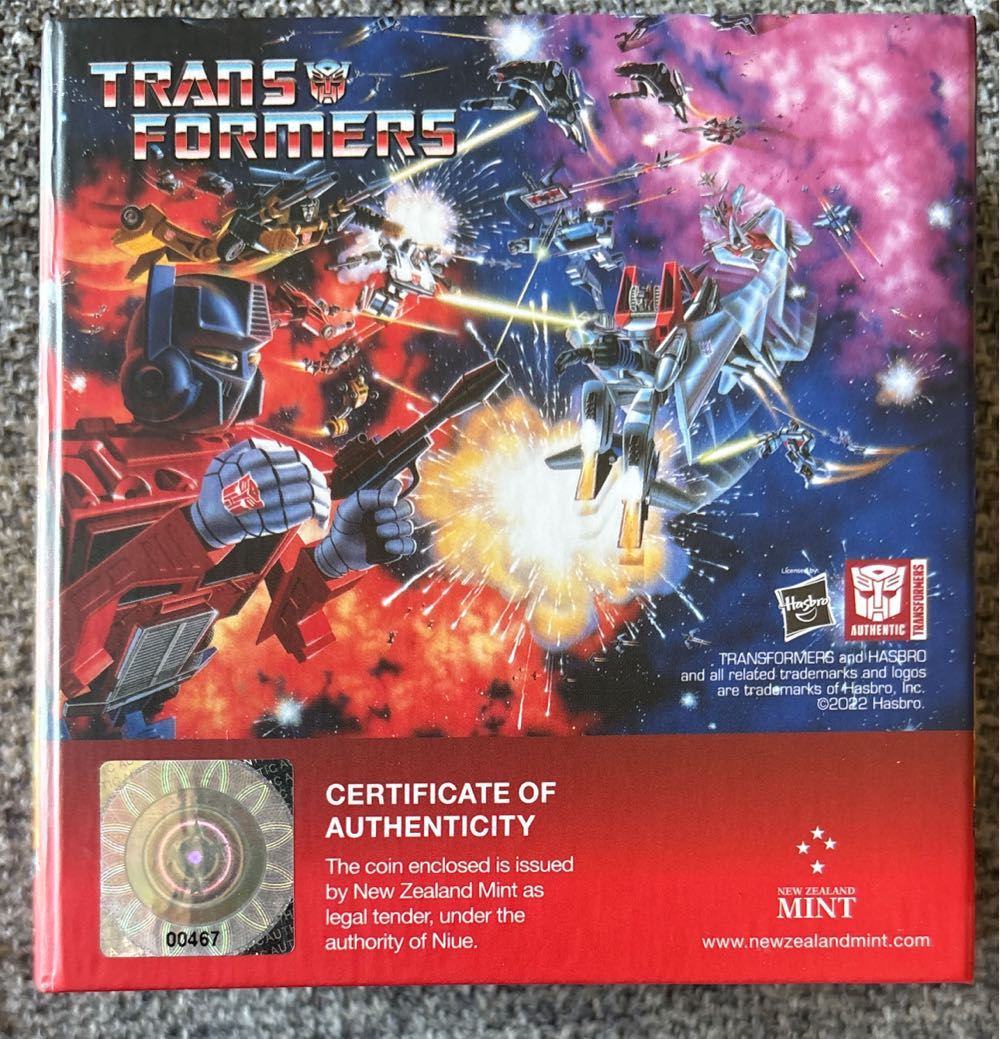 TRANS
FORMERS
Licensed by:
Hasbro
AUTHENTIC
TRANSFORMERS
TRANSFORMERS and HASBRO
and all related trademarks and logos
are trademarks of Hasbro, Inc.
©2022 Hasbro.
00467
CERTIFICATE OF
AUTHENTICITY
The coin enclosed is issued
by New Zealand Mint as
legal tender, under the
authority of Niue.
NEW ZEALAND
MINT
www.newzealandmint.com